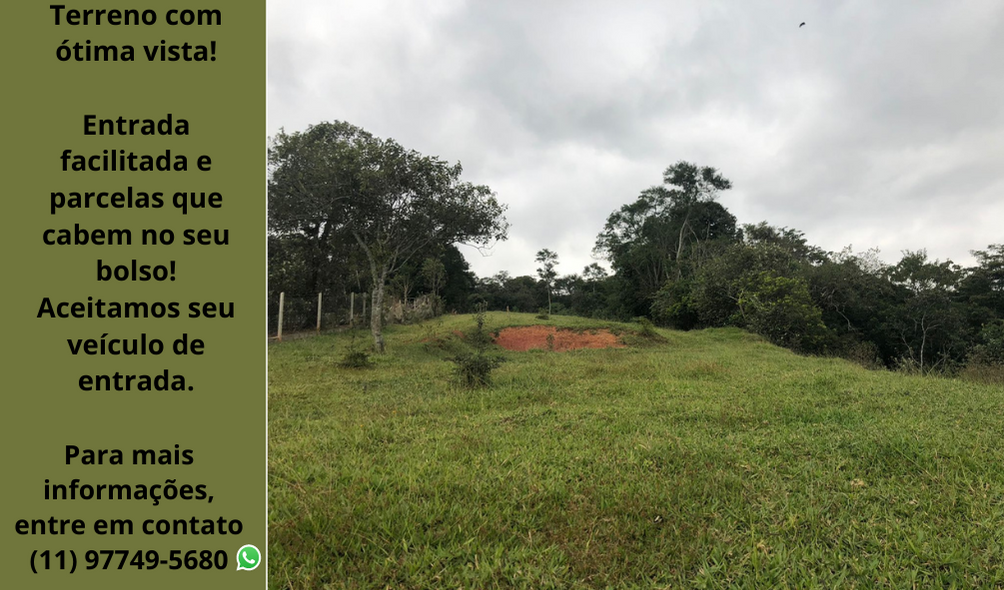 Terreno com
ótima vista!
Entrada
facilitada e
parcelas que
cabem no seu
bolso!
Aceitamos seu
veículo de
entrada.
Para mais
informações,
entre em contato
(11) 97749-5680